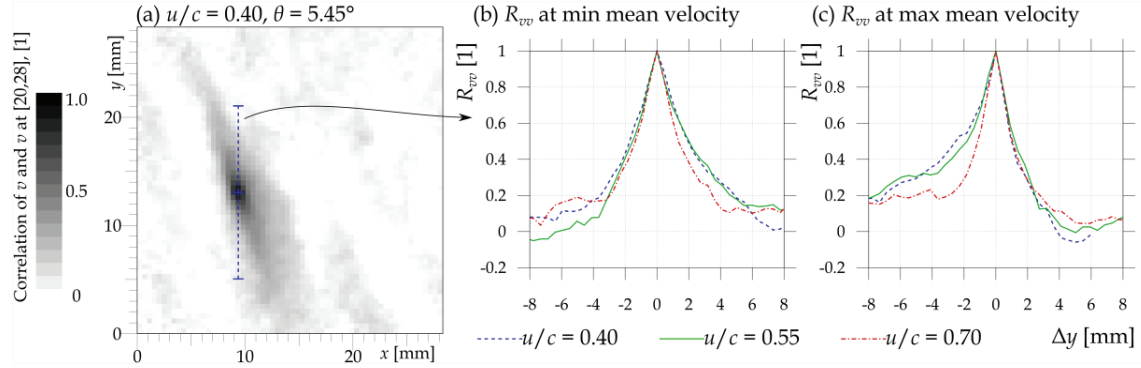 (a) u/c = 0.40, θ = 5.45°
Correlation of v and v at [20,28], [1]
1.0
0.5
0
y [mm]
20
10
0
0
10
20
x [mm]
(b) R_vv at min mean velocity
R_vv [1]
1
0.8
0.6
0.4
0.2
0
-0.2
-8 -6 -4 -2 0 2 4 6 8
(c) R_vv at max mean velocity
R_vv [1]
1
0.8
0.6
0.4
0.2
0
-0.2
-8 -6 -4 -2 0 2 4 6 8
u/c = 0.40 u/c = 0.55 u/c = 0.70 Δy [mm]